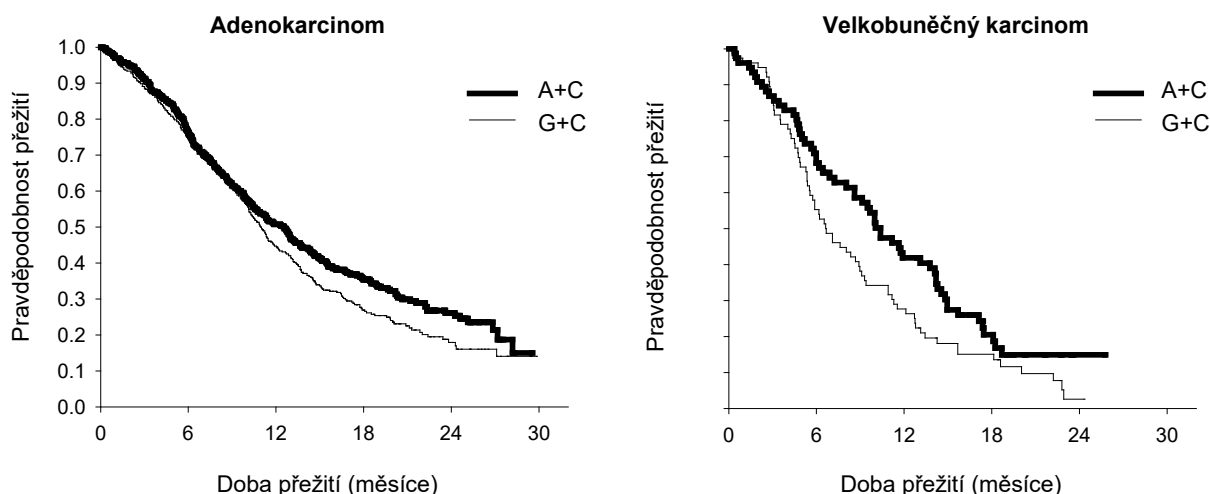 Adenokarcinom
Pravděpodobnost přežití
1.0
0.9
0.8
0.7
0.6
0.5
0.4
0.3
0.2
0.1
0.0
A+C
G+C
0 6 12 18 24 30
Doba přežití (měsíce)
Velkobuněčný karcinom
Pravděpodobnost přežití
A+C
G+C
0 6 12 18 24 30
Doba přežití (měsíce)